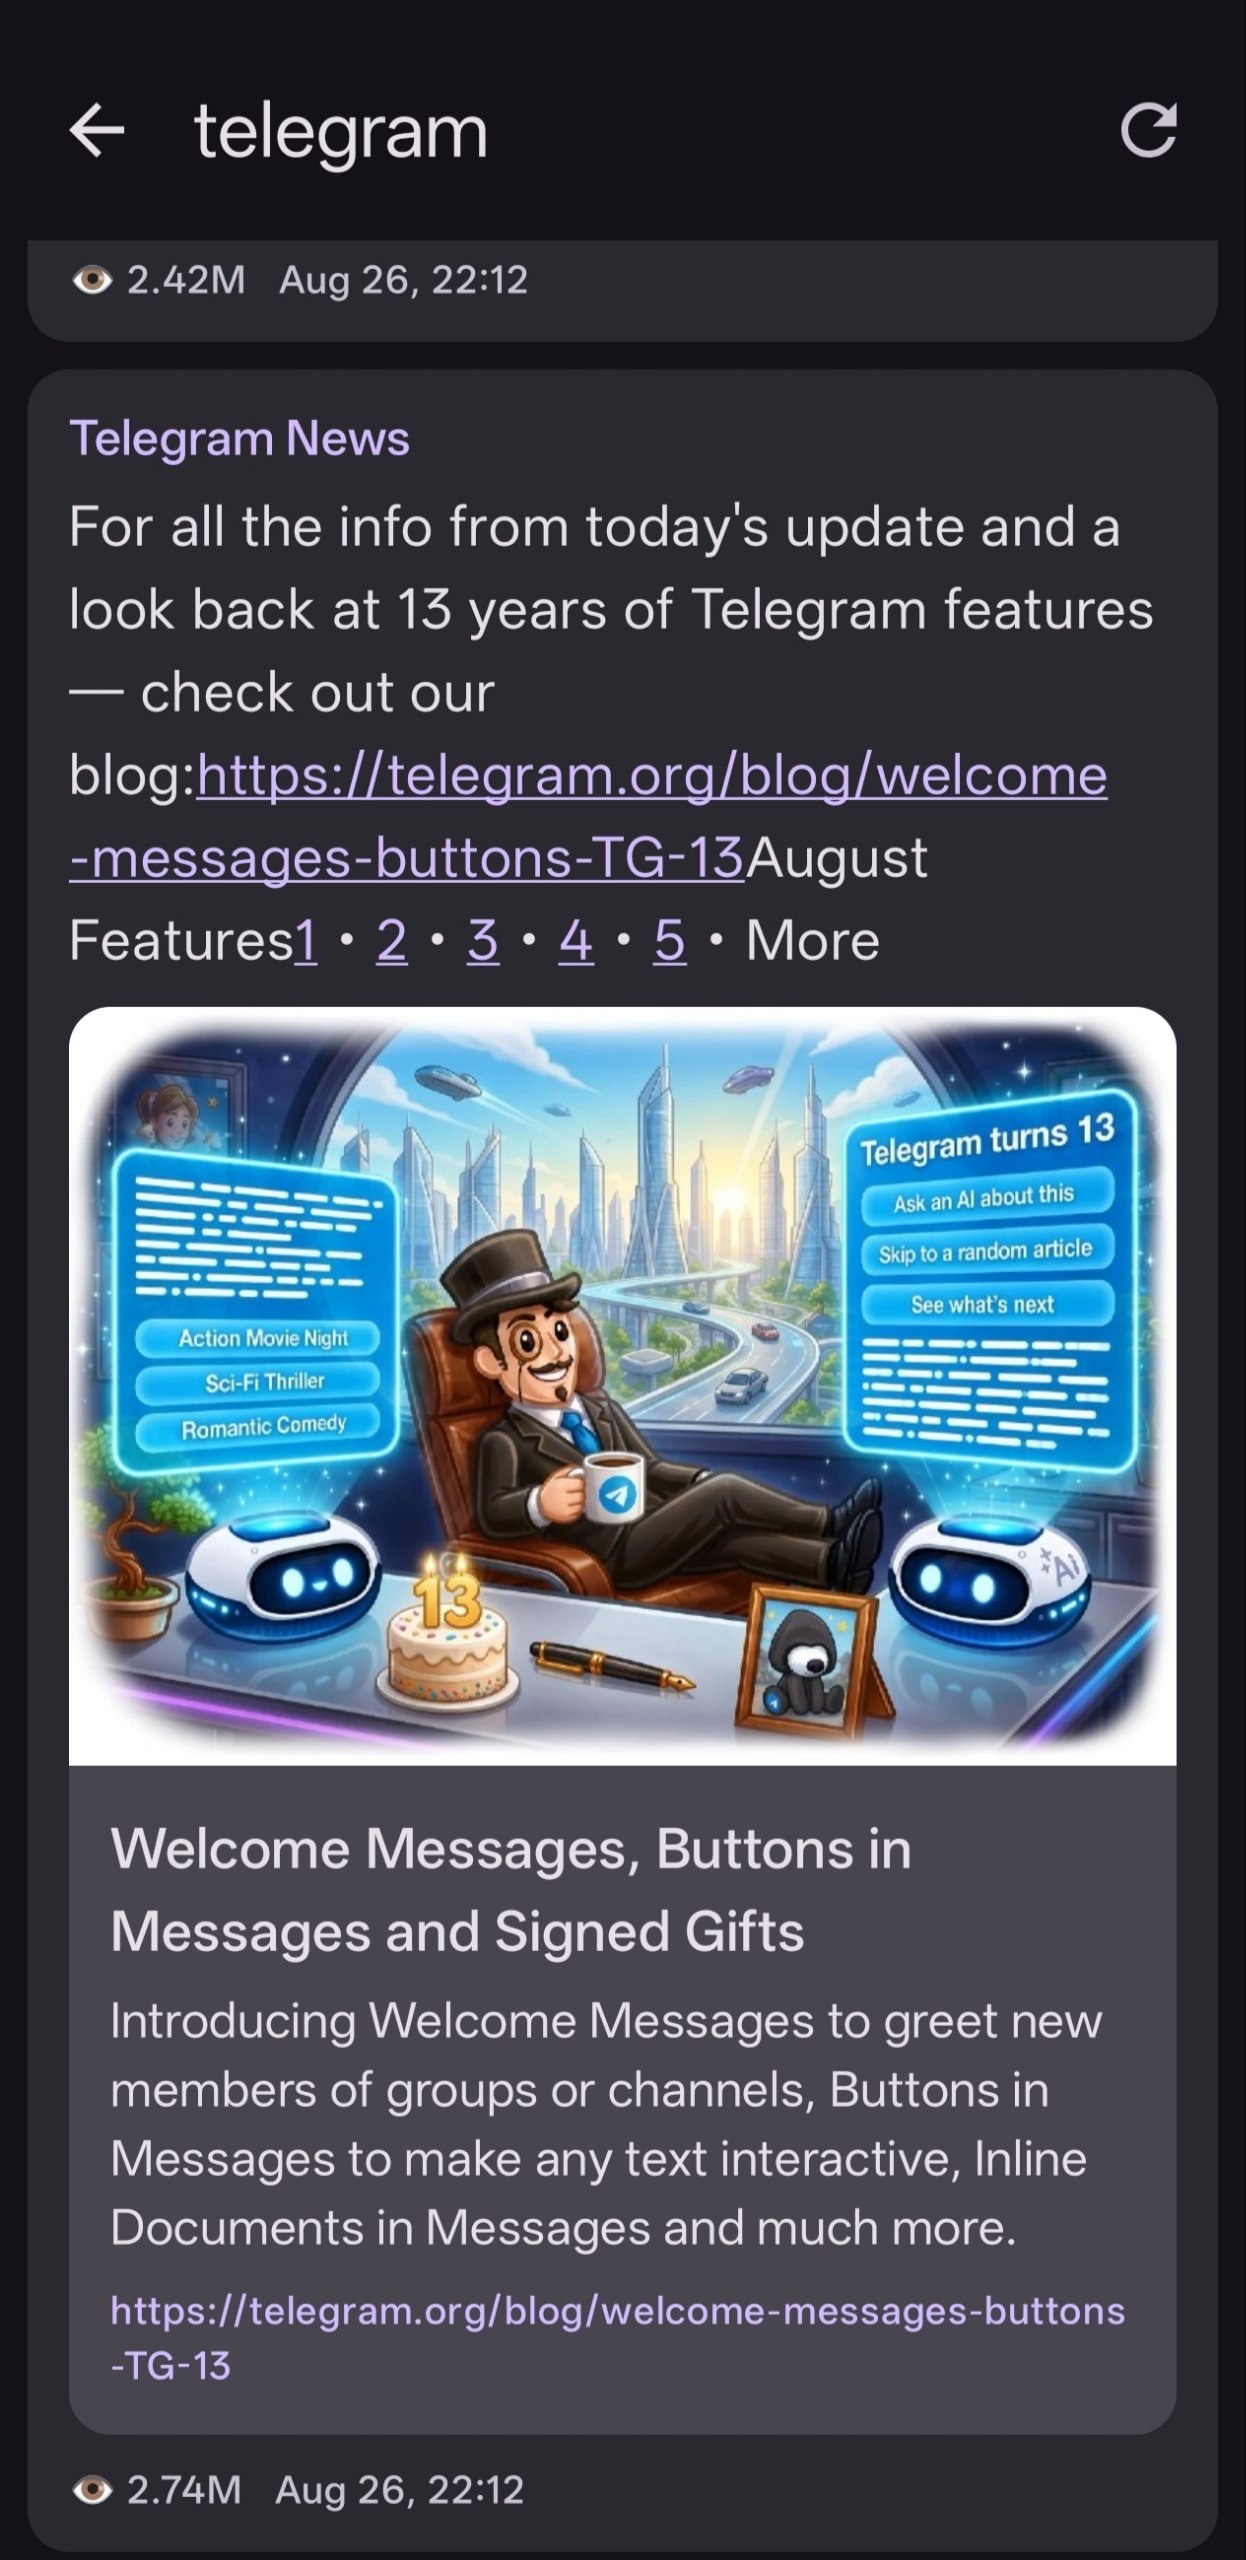 telegram
2.42M Aug 26, 22:12
Telegram News
For all the info from today's update and a
look back at 13 years of Telegram features
— check out our
blog:https://telegram.org/blog/welcome
-messages-buttons-TG-13August
Features1 • 2 • 3 • 4 • 5 • More
Telegram turns 13
Ask an AI about this
Skip to a random article
See what's next
Action Movie Night
Sci-Fi Thriller
Romantic Comedy
13
Ai
Welcome Messages, Buttons in
Messages and Signed Gifts
Introducing Welcome Messages to greet new
members of groups or channels, Buttons in
Messages to make any text interactive, Inline
Documents in Messages and much more.
https://telegram.org/blog/welcome-messages-buttons
-TG-13
2.74M Aug 26, 22:12